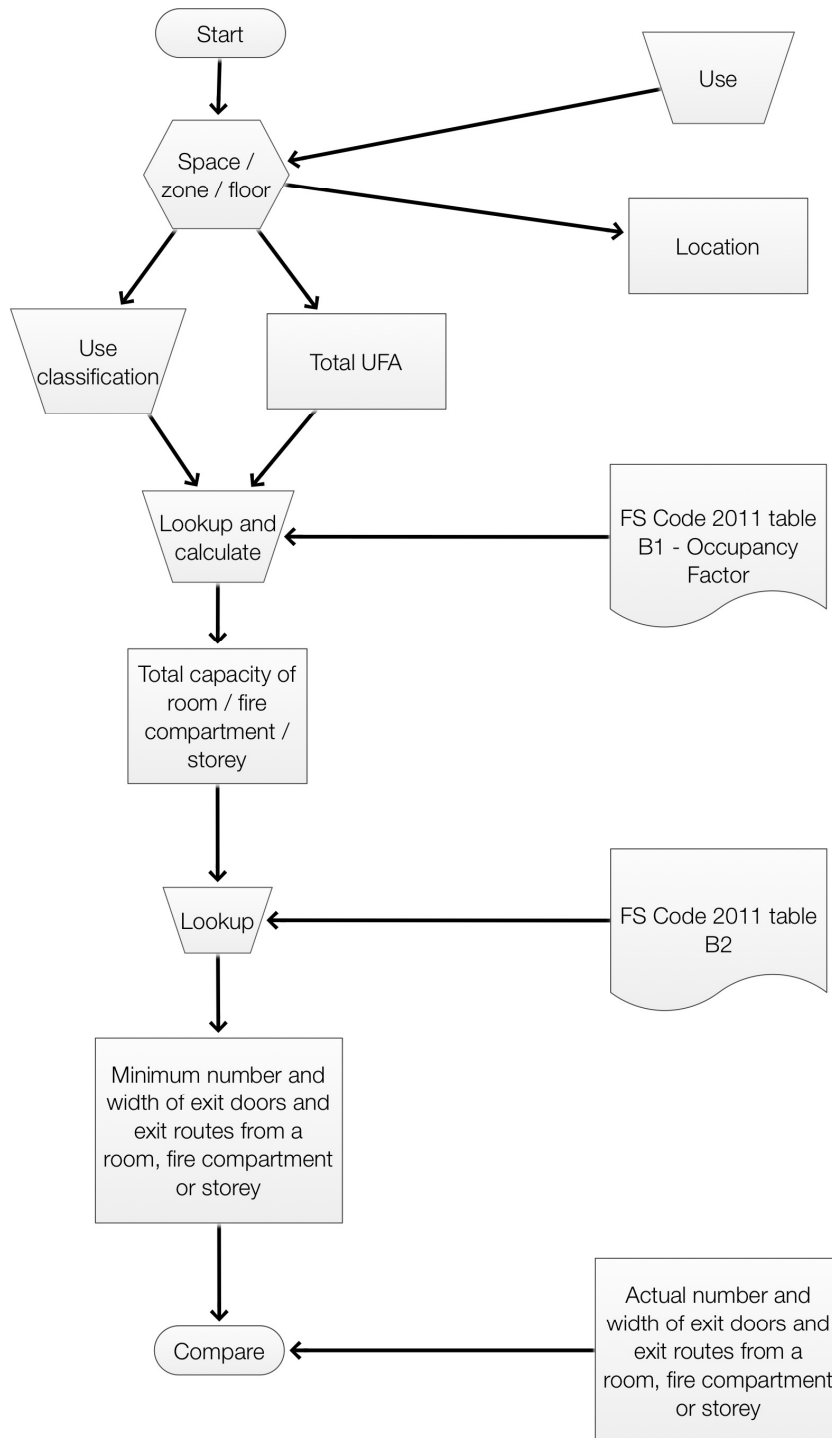 Start
Use
Space /
zone / floor
Location
Use
classification
Total UFA
Lookup and
calculate
FS Code 2011 table
B1 - Occupancy
Factor
Total capacity of
room / fire
compartment /
storey
Lookup
FS Code 2011 table
B2
Minimum number and
width of exit doors and
exit routes from a
room, fire compartment
or storey
Compare
Actual number and
width of exit doors and
exit routes from a
room, fire compartment
or storey